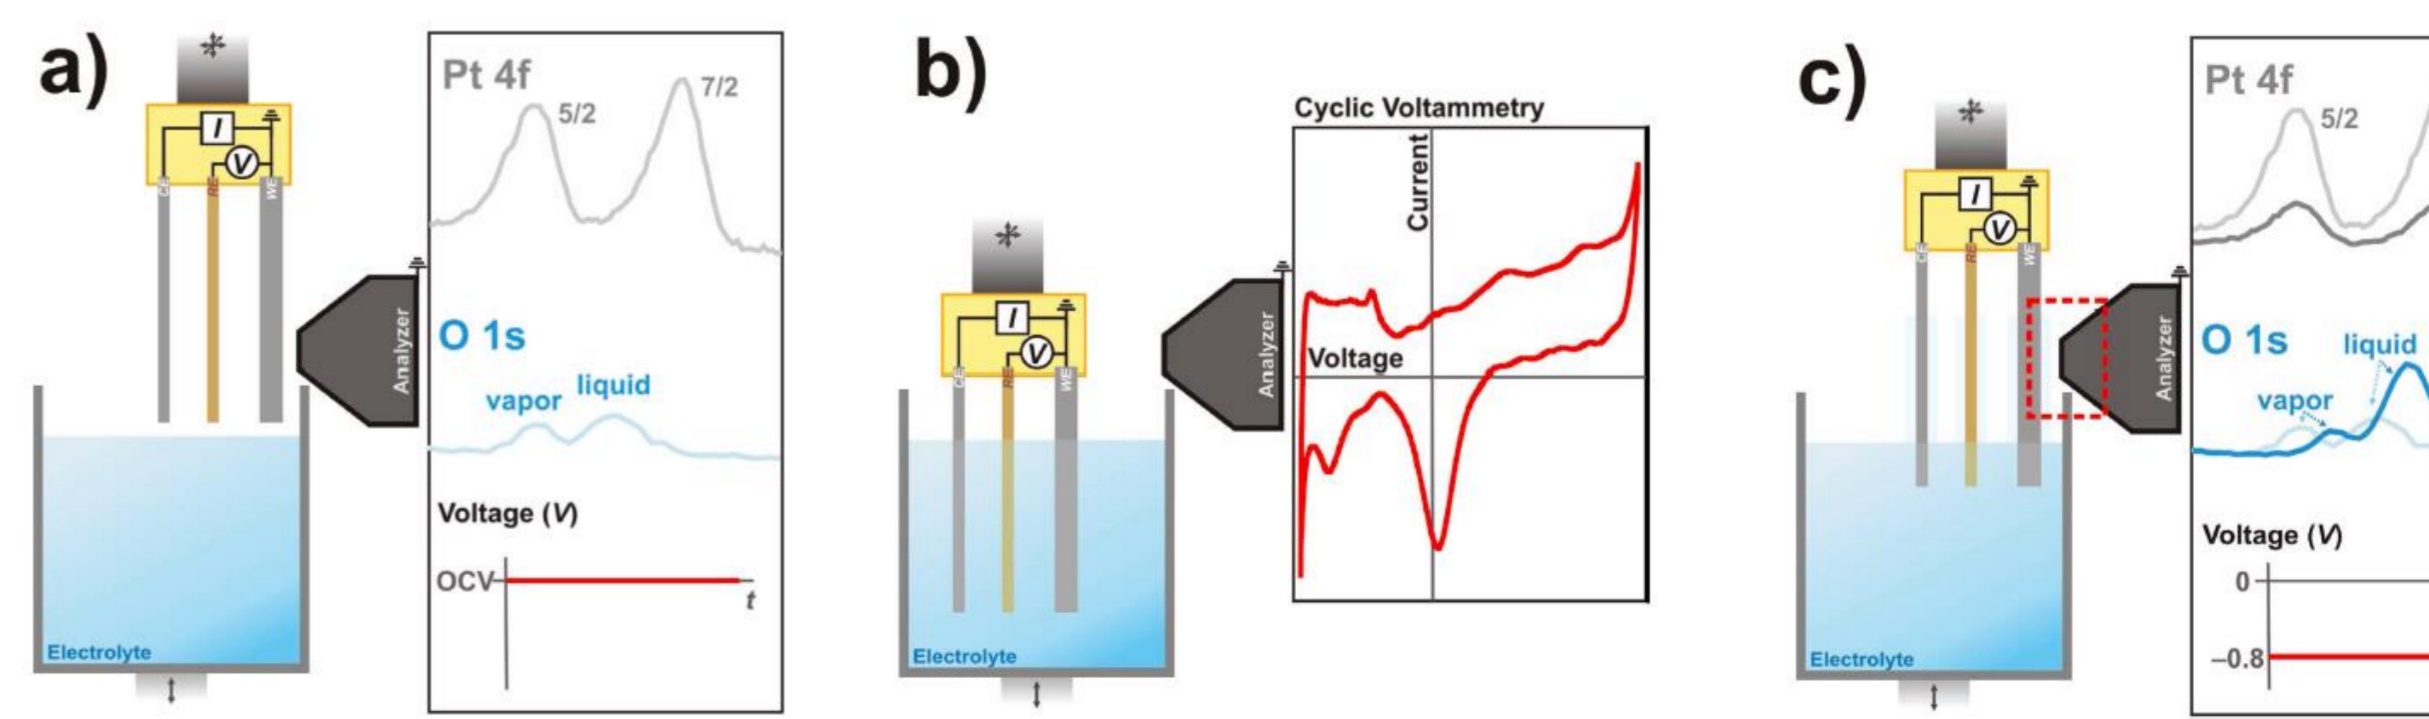 a)
I
V
CE
RE
WE
Analyzer
Electrolyte
Pt 4f
5/2
7/2
O 1s
vapor
liquid
Voltage (V)
OCV
t
b)
I
V
CE
RE
WE
Analyzer
Electrolyte
Cyclic Voltammetry
Current
Voltage
c)
I
V
CE
RE
WE
Analyzer
Electrolyte
Pt 4f
5/2
O 1s
liquid
vapor
Voltage (V)
0
–0.8